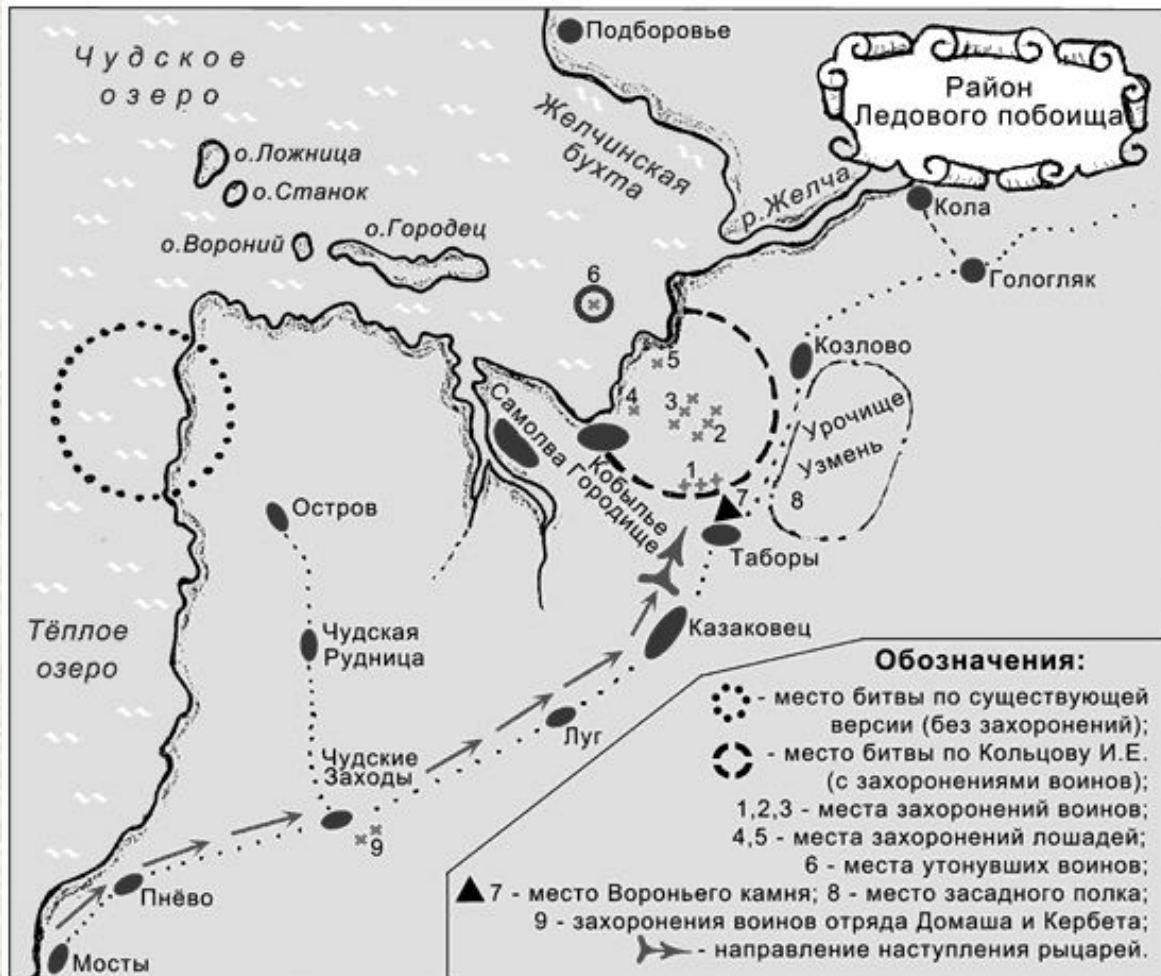 Чудское
озеро
Подборовье
Район
Ледового побоища
Желчинская
бухта
р.Желча
о.Ложница
о.Станок
о.Вороний
о.Городец
Кола
Гологляк
6
5
Козлово
4
3
2
Урочище
Узмень
Самолва
Кобылье
Городище
1
7
8
Остров
Таборы
Тёплое
озеро
Чудская
Рудница
Казаковец
Луг
Чудские
Заходы
9
Пнёво
Мосты
Обозначения:
- место битвы по существующей
версии (без захоронений);
- место битвы по Кольцову И.Е.
(с захоронениями воинов);
1,2,3 - места захоронений воинов;
4,5 - места захоронений лошадей;
6 - места утонувших воинов;
7 - место Вороньего камня; 8 - место засадного полка;
9 - захоронения воинов отряда Домаша и Кербета;
- направление наступления рыцарей.